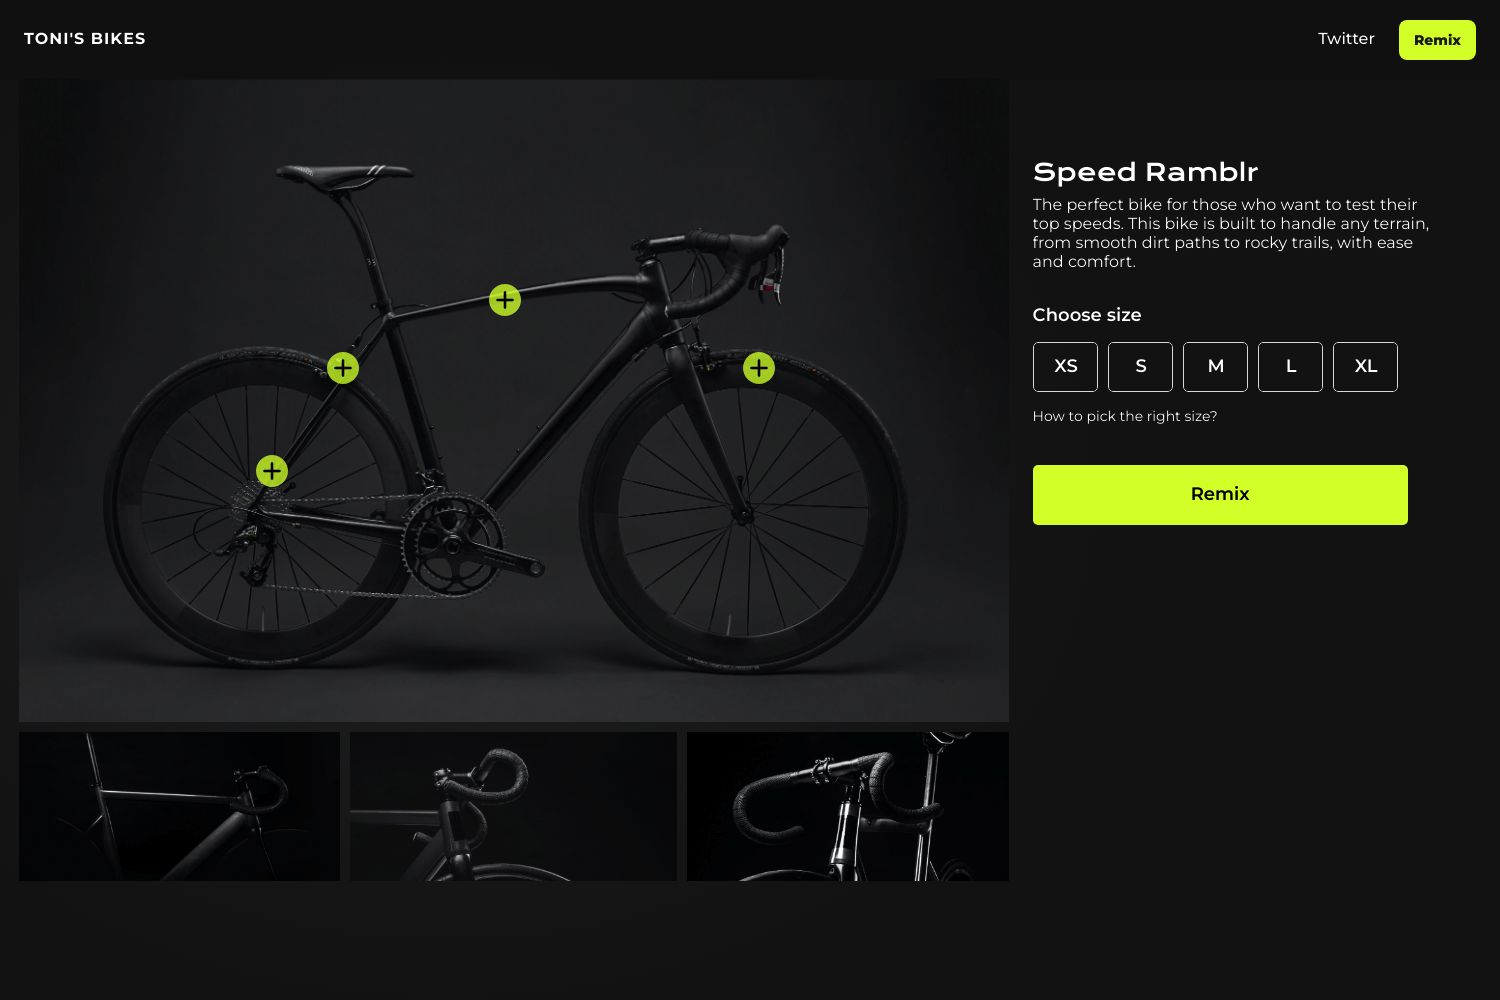 TONI'S BIKES
Twitter
Remix
Speed Ramblr
The perfect bike for those who want to test their
top speeds. This bike is built to handle any terrain,
from smooth dirt paths to rocky trails, with ease
and comfort.
Choose size
XS S M L XL
How to pick the right size?
Remix